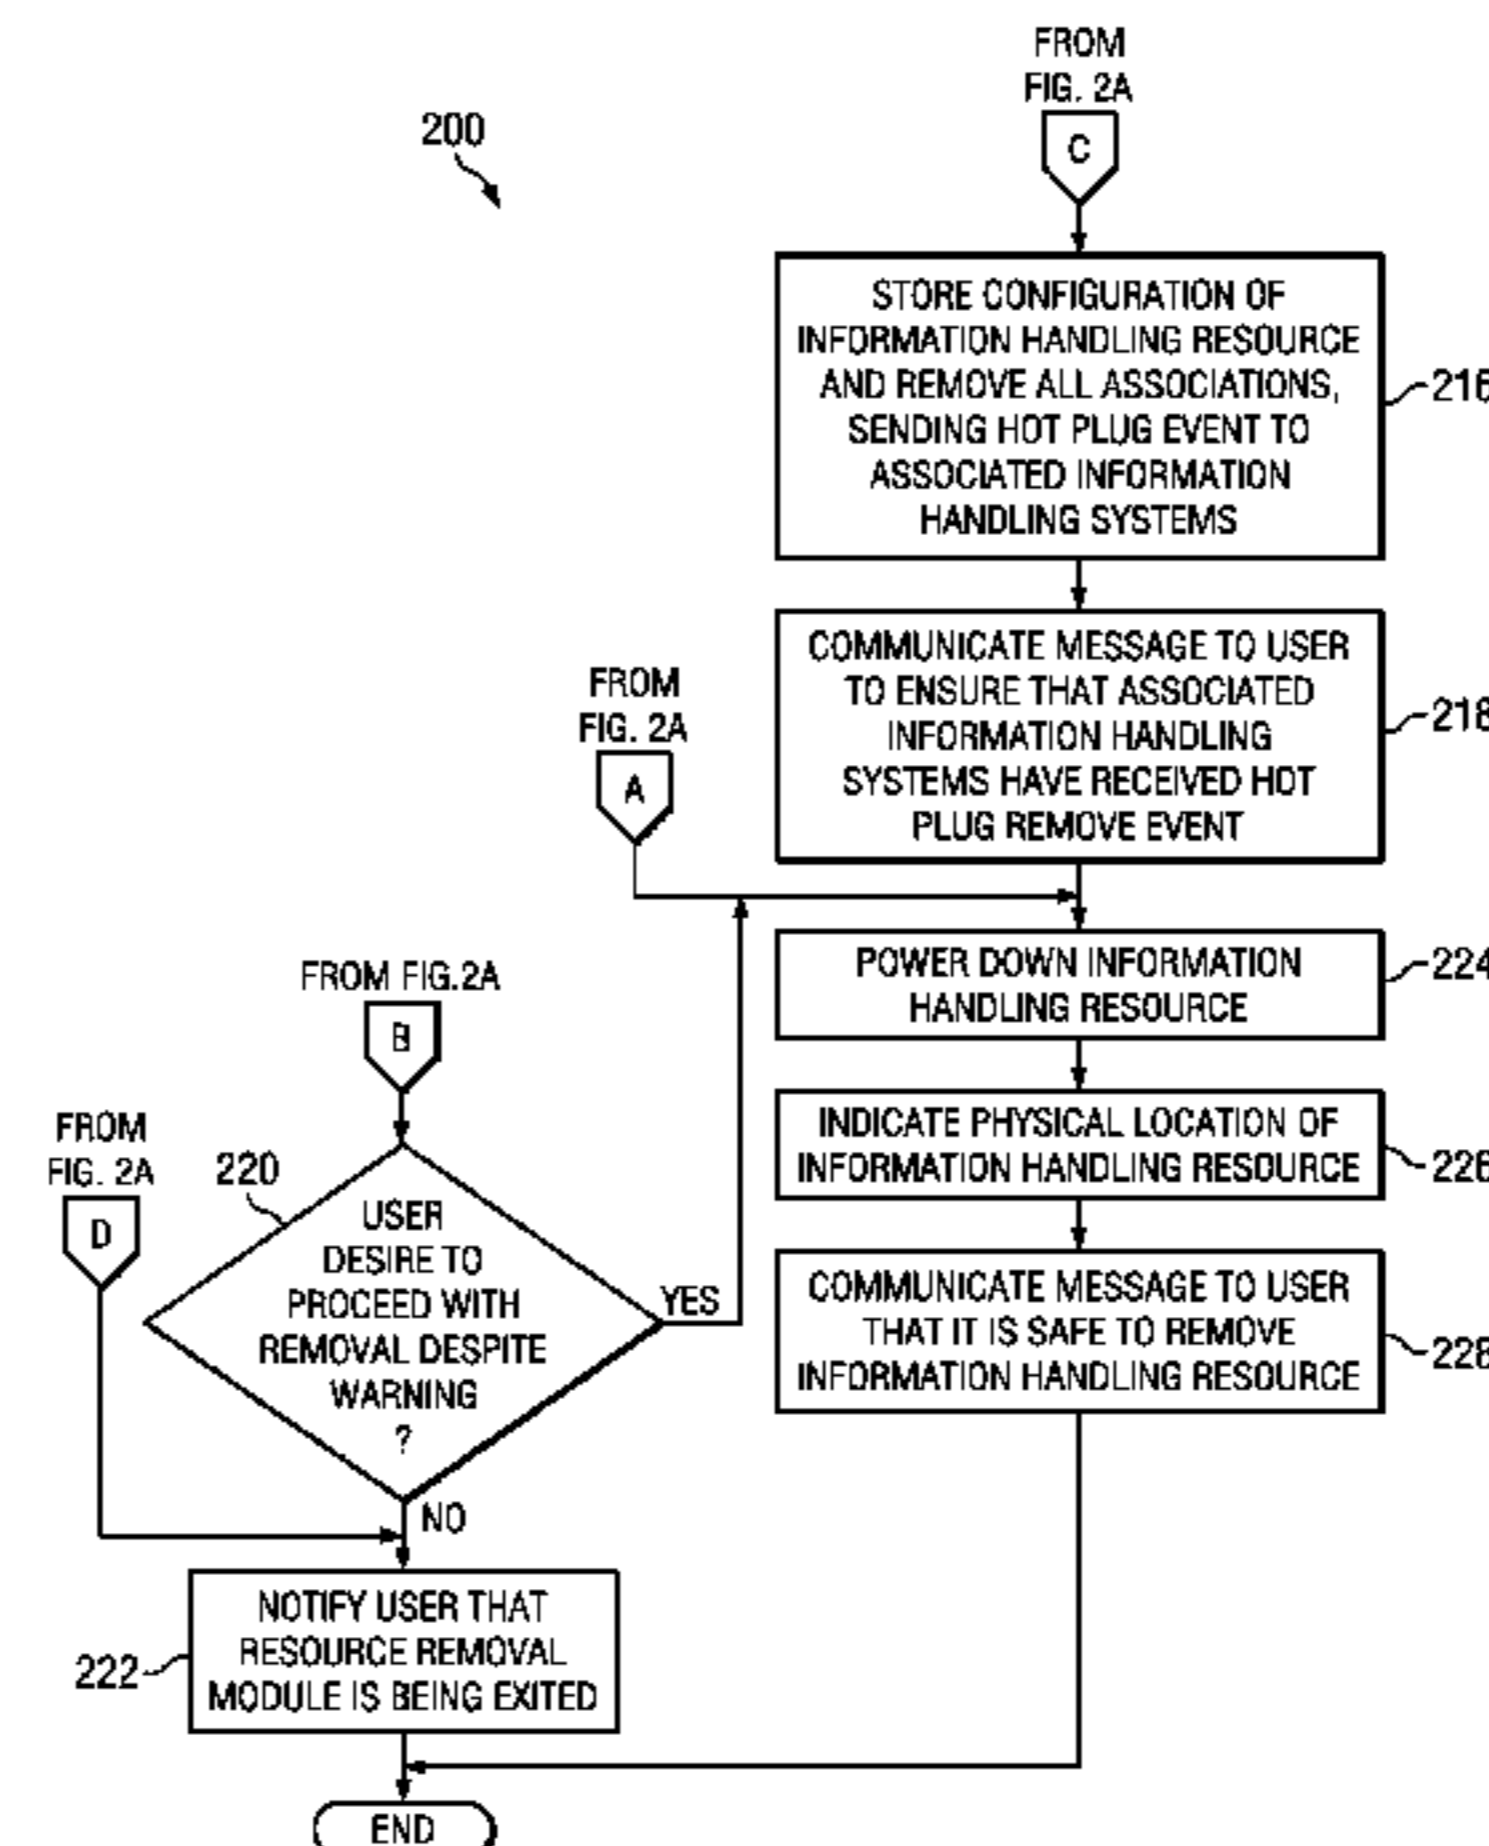 200
FROM
FIG. 2A
C
STORE CONFIGURATION OF
INFORMATION HANDLING RESOURCE
AND REMOVE ALL ASSOCIATIONS,
SENDING HOT PLUG EVENT TO
ASSOCIATED INFORMATION
HANDLING SYSTEMS
216
COMMUNICATE MESSAGE TO USER
TO ENSURE THAT ASSOCIATED
INFORMATION HANDLING
SYSTEMS HAVE RECEIVED HOT
PLUG REMOVE EVENT
218
FROM
FIG. 2A
A
POWER DOWN INFORMATION
HANDLING RESOURCE
224
INDICATE PHYSICAL LOCATION OF
INFORMATION HANDLING RESOURCE
226
COMMUNICATE MESSAGE TO USER
THAT IT IS SAFE TO REMOVE
INFORMATION HANDLING RESOURCE
228
FROM FIG.2A
B
FROM
FIG. 2A
D
220
USER
DESIRE TO
PROCEED WITH
REMOVAL DESPITE
WARNING
?
YES
NO
NOTIFY USER THAT
RESOURCE REMOVAL
MODULE IS BEING EXITED
222
END